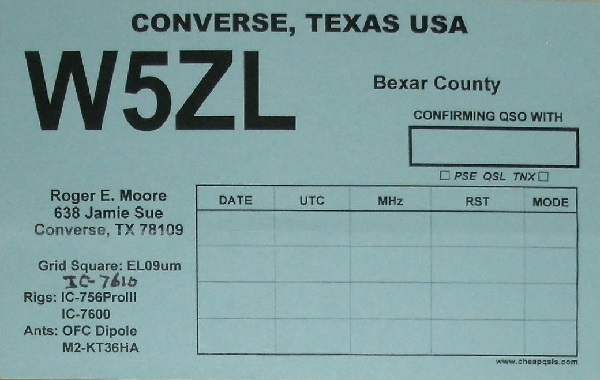 CONVERSE, TEXAS USA
W5ZL
Bexar County
CONFIRMING QSO WITH
☐ PSE QSL TNX ☐
Roger E. Moore
638 Jamie Sue
Converse, TX 78109
DATE UTC MHz RST MODE
Grid Square: EL09um
IC-7610
Rigs: IC-756ProIII
IC-7600
Ants: OFC Dipole
M2-KT36HA
www.cheapqsls.com